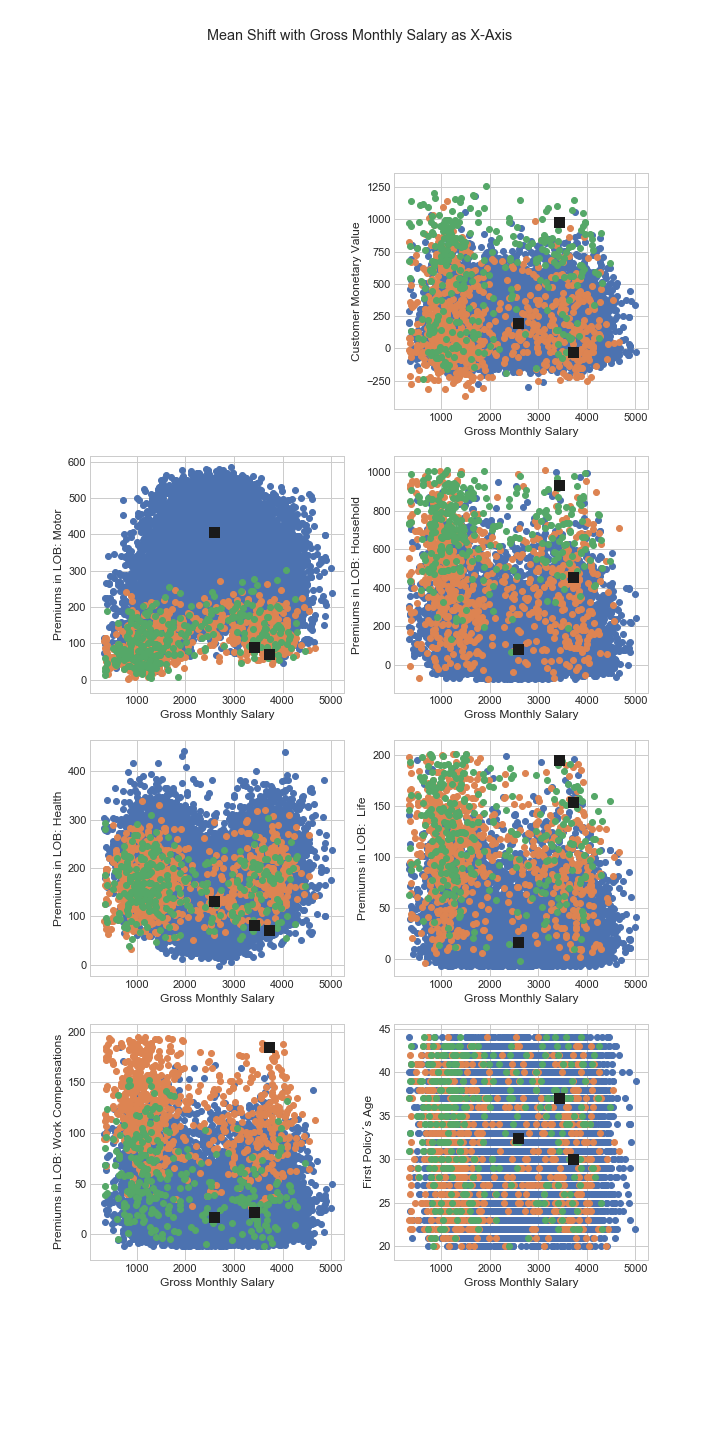 Mean Shift with Gross Monthly Salary as X-Axis
Customer Monetary Value
1250
1000
750
500
250
0
−250
1000 2000 3000 4000 5000
Gross Monthly Salary
Premiums in LOB: Motor
600
500
400
300
200
100
0
1000 2000 3000 4000 5000
Gross Monthly Salary
Premiums in LOB: Household
1000
800
600
400
200
0
1000 2000 3000 4000 5000
Gross Monthly Salary
Premiums in LOB: Health
400
300
200
100
0
1000 2000 3000 4000 5000
Gross Monthly Salary
Premiums in LOB:  Life
200
150
100
50
0
1000 2000 3000 4000 5000
Gross Monthly Salary
Premiums in LOB: Work Compensations
200
150
100
50
0
1000 2000 3000 4000 5000
Gross Monthly Salary
First Policy´s Age
45
40
35
30
25
20
1000 2000 3000 4000 5000
Gross Monthly Salary